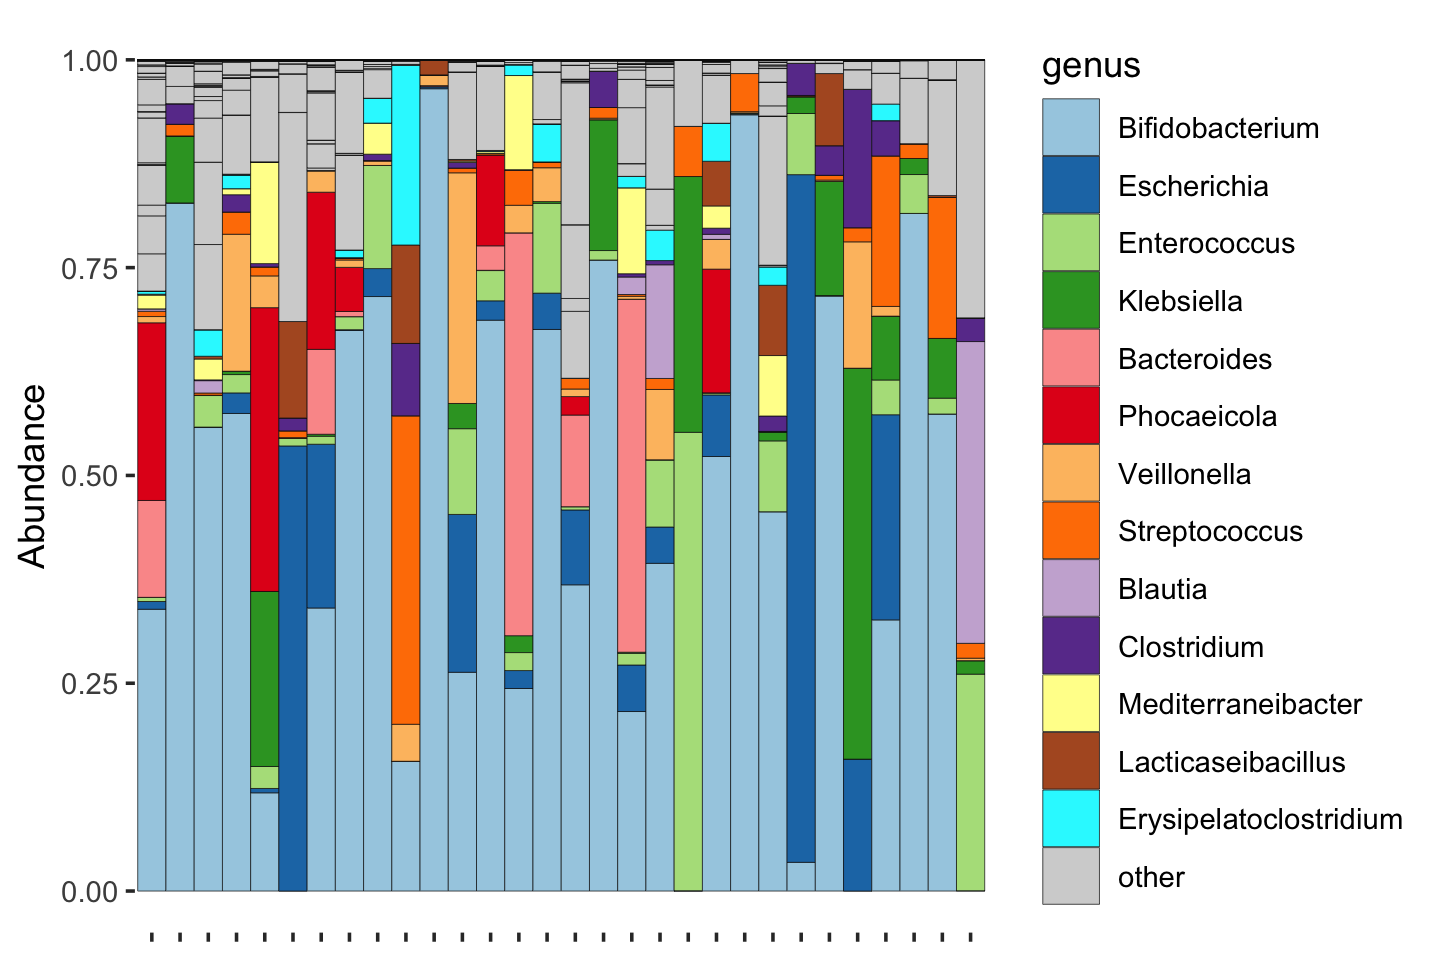 1.00
0.75
0.50
0.25
0.00
Abundance
genus
Bifidobacterium
Escherichia
Enterococcus
Klebsiella
Bacteroides
Phocaeicola
Veillonella
Streptococcus
Blautia
Clostridium
Mediterraneibacter
Lacticaseibacillus
Erysipelatoclostridium
other